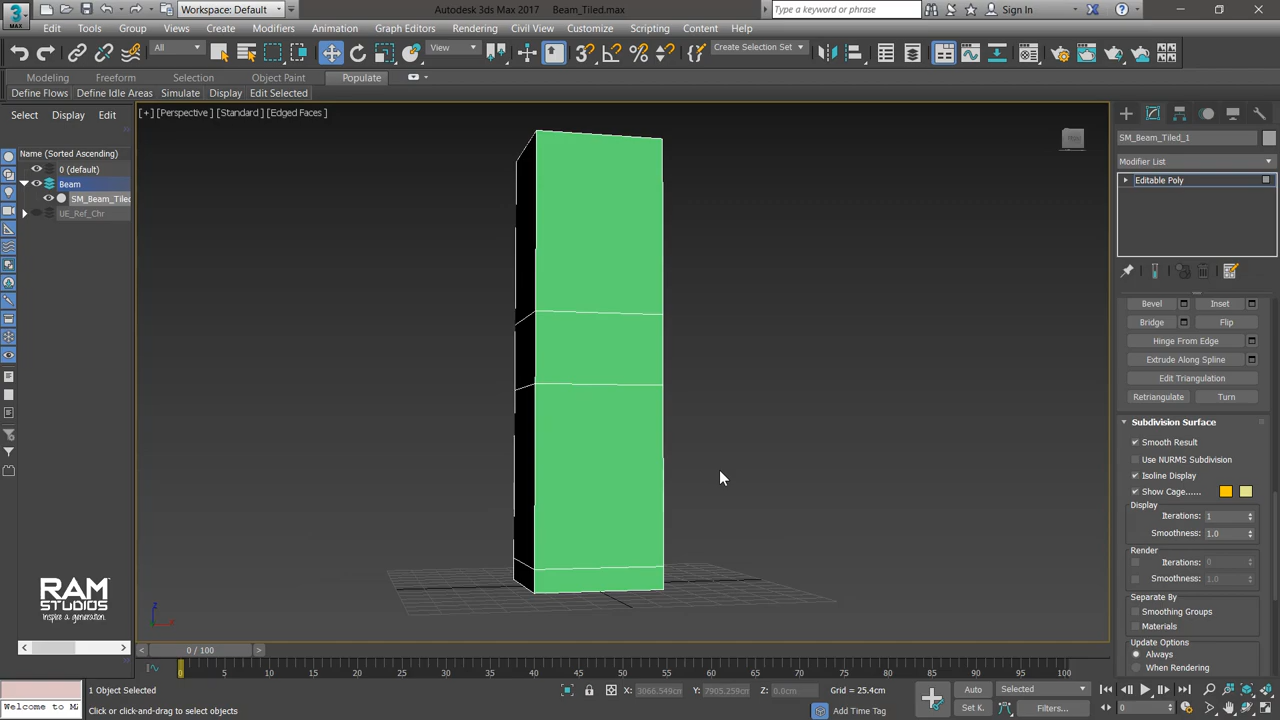 Workspace: Default
Autodesk 3ds Max 2017 Beam_Tiled.max
Type a keyword or phrase
Sign In
Edit Tools Group Views Create Modifiers Animation Graph Editors Rendering Civil View Customize Scripting Content Help
All
View
Create Selection Set
Modeling Freeform Selection Object Paint Populate
Define Flows Define Idle Areas Simulate Display Edit Selected
Select Display Edit
[+] [Perspective] [Standard] [Edged Faces]
Name (Sorted Ascending)
0 (default)
Beam
SM_Beam_Tiled
UE_Ref_Chr
SM_Beam_Tiled_1
Modifier List
Editable Poly
Bevel Inset
Bridge Flip
Hinge From Edge
Extrude Along Spline
Edit Triangulation
Retriangulate Turn
Subdivision Surface
Smooth Result
Use NURMS Subdivision
Isoline Display
Show Cage......
Display
Iterations: 1
Smoothness: 1.0
Render
Iterations: 0
Smoothness: 1.0
Separate By
Smoothing Groups
Materials
Update Options
Always
When Rendering
RAM
STUDIOS
Inspire a generation
z
x
0 / 100
0 5 10 15 20 25 30 35 40 45 50 55 60 65 70 75 80 85 90 95 100
1 Object Selected
X: 3066.549cm Y: 7905.259cm Z: 0.0cm Grid = 25.4cm
Auto Selected
Welcome to M
Click or click-and-drag to select objects
Add Time Tag
Set K. Filters...
0